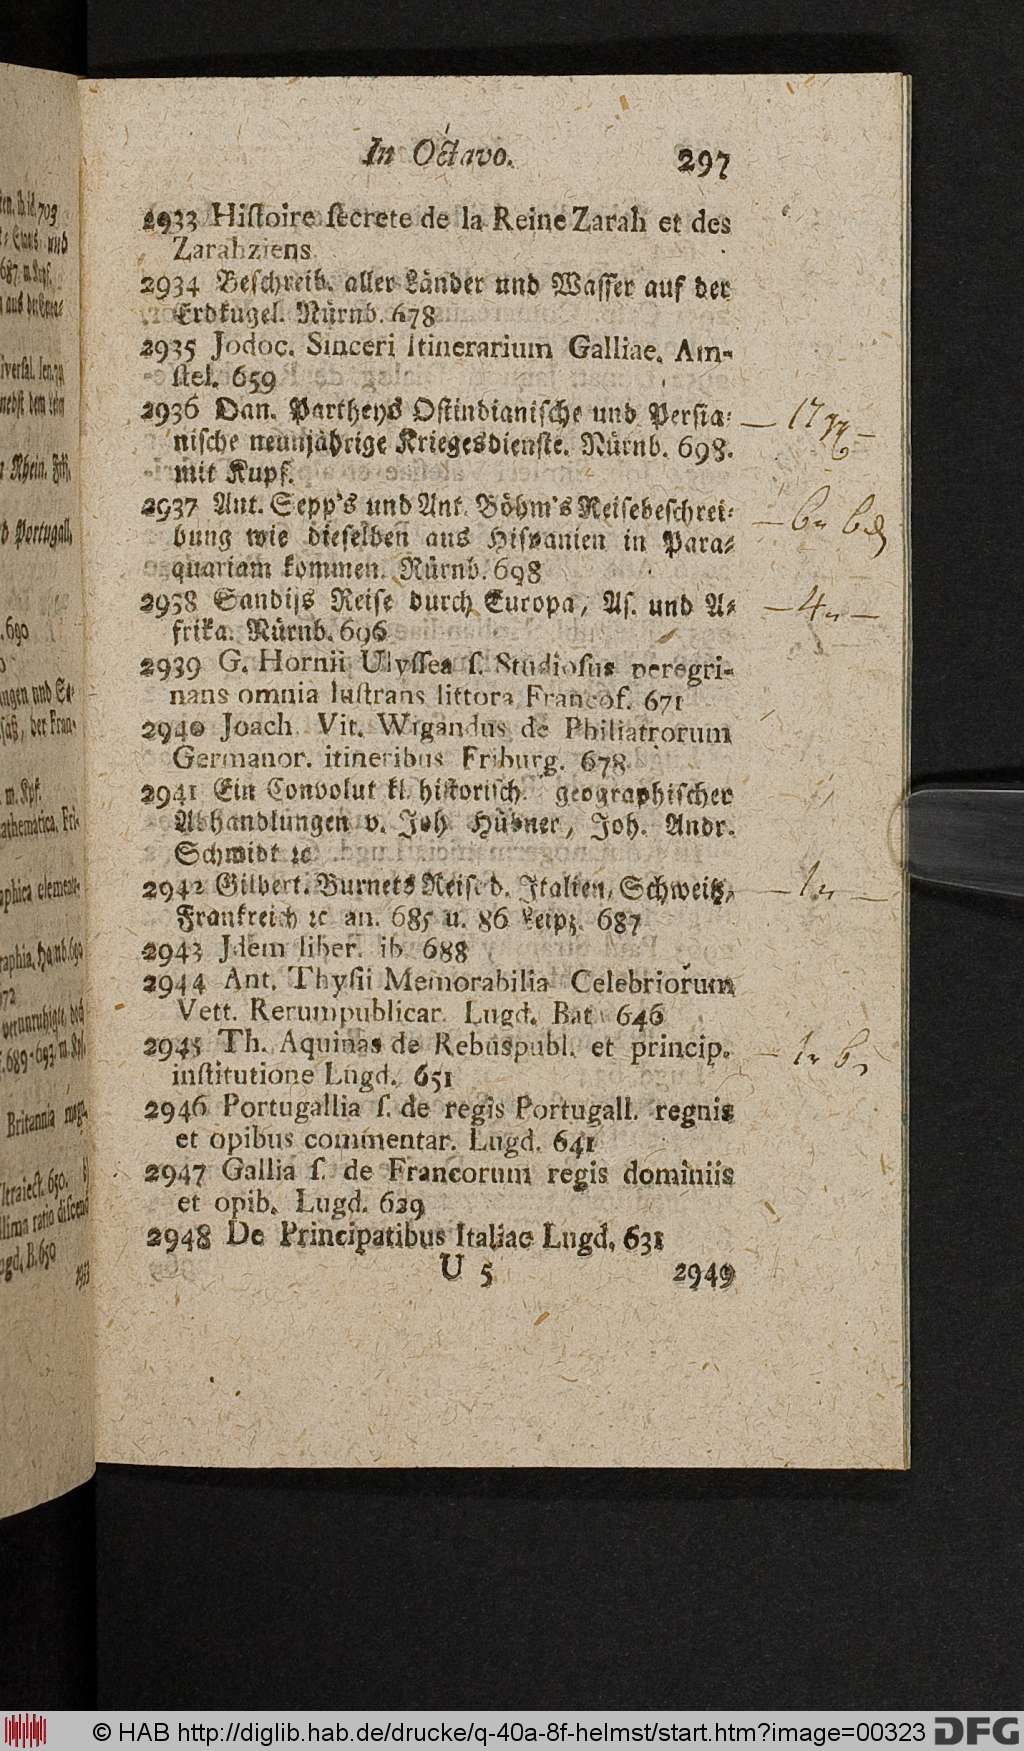 In Octavo.
297
2933 Histoire secrete de la Reine Zarah et des
Zarahziens
2934 Beschreib. aller Länder und Wasser auf der
Erdkugel. Nürnb. 678
2935 Jodoc. Sinceri Itinerarium Galliae. Am-
stel. 659
2936 Dan. Partheys Ostindianische und Persia-
nische neunjährige Kriegesdienste. Nürnb. 698.
mit Kupf.
2937 Ant. Sepp's und Ant. Böhm's Reisebeschrei-
bung wie dieselben aus Hispanien in Para-
quariam kommen. Nürnb. 698
2938 Sandijs Reise durch Europa, As. und A-
frika. Nürnb. 696
2939 G. Hornii Ulyssea s. Studiosus peregri-
nans omnia lustrans littora Francof. 671
2940 Joach. Vit. Wigandus de Philiatrorum
Germanor. itineribus Friburg. 678
2941 Ein Convolut kl. historisch. geographischer
Abhandlungen v. Joh Hübner, Joh. Andr.
Schmidt ꝛc
2942 Gilbert. Burnets Reise d. Italien, Schweitz,
Frankreich ꝛc an. 685 u. 86 Leipz. 687
2943 Idem liber. ib. 688
2944 Ant. Thysii Memorabilia Celebriorum
Vett. Rerumpublicar. Lugd. Bat 646
2945 Th. Aquinas de Rebuspubl. et princip.
institutione Lugd. 651
2946 Portugallia s. de regis Portugall. regnis
et opibus commentar. Lugd. 641
2947 Gallia s. de Francorum regis dominiis
et opib. Lugd. 629
2948 De Principatibus Italiae Lugd. 631
U 5
2949
© HAB http://diglib.hab.de/drucke/q-40a-8f-helmst/start.htm?image=00323
DFG